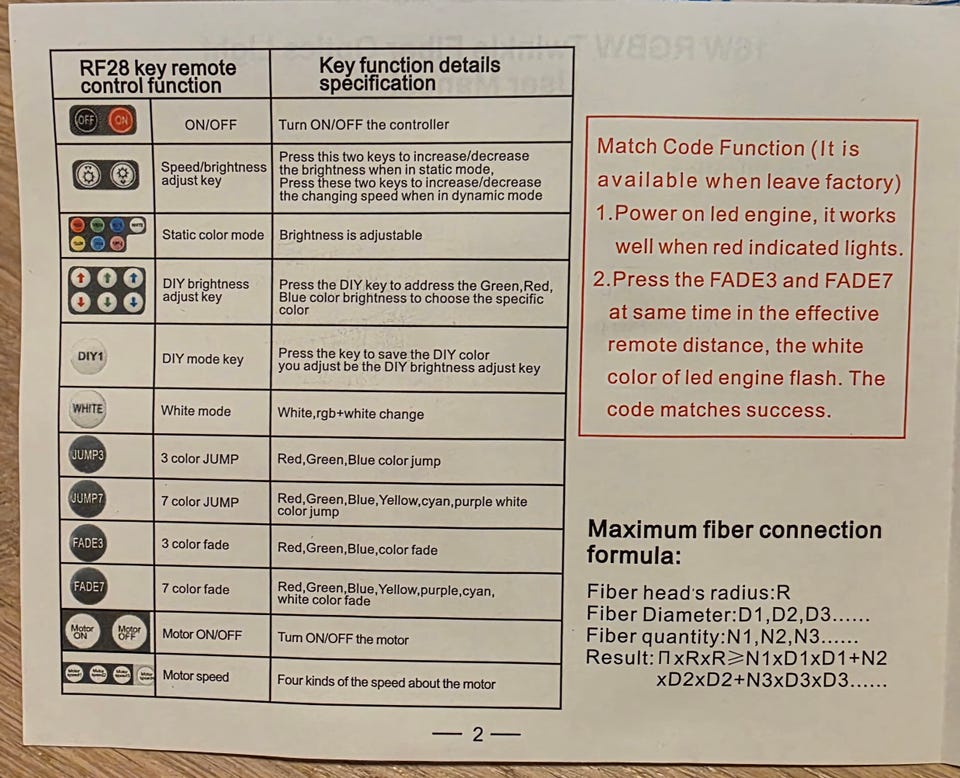 RF28 key remote
control function
Key function details
specification
OFF ON
ON/OFF
Turn ON/OFF the controller
Speed/brightness
adjust key
Press this two keys to increase/decrease
the brightness when in static mode,
Press these two keys to increase/decrease
the changing speed when in dynamic mode
WHITE
Static color mode
Brightness is adjustable
DIY brightness
adjust key
Press the DIY key to address the Green,Red,
Blue color brightness to choose the specific
color
DIY1
DIY mode key
Press the key to save the DIY color
you adjust be the DIY brightness adjust key
WHITE
White mode
White,rgb+white change
JUMP3
3 color JUMP
Red,Green,Blue color jump
JUMP7
7 color JUMP
Red,Green,Blue,Yellow,cyan,purple white
color jump
FADE3
3 color fade
Red,Green,Blue,color fade
FADE7
7 color fade
Red,Green,Blue,Yellow,purple,cyan,
white color fade
Motor ON
Motor OFF
Motor ON/OFF
Turn ON/OFF the motor
Motor speed
Four kinds of the speed about the motor
Match Code Function (It is
available when leave factory)
1.Power on led engine, it works
well when red indicated lights.
2.Press the FADE3 and FADE7
at same time in the effective
remote distance, the white
color of led engine flash. The
code matches success.
Maximum fiber connection
formula:
Fiber head's radius:R
Fiber Diameter:D1,D2,D3......
Fiber quantity:N1,N2,N3......
Result: ΠxRxR≥N1xD1xD1+N2
xD2xD2+N3xD3xD3......
— 2 —